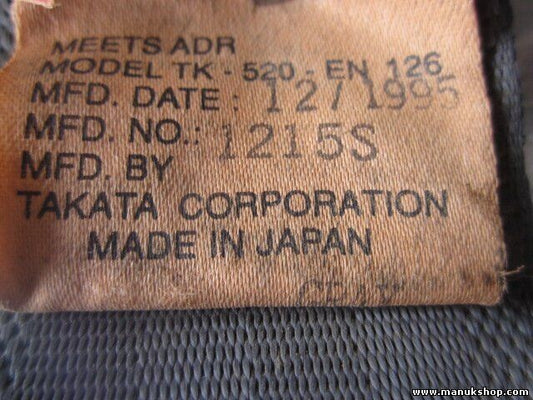 MEETS ADR
MODEL TK - 520 - EN 126
MFD. DATE : 12/1995
MFD. NO.: 1215S
MFD. BY
TAKATA CORPORATION
MADE IN JAPAN
www.manukshop.com